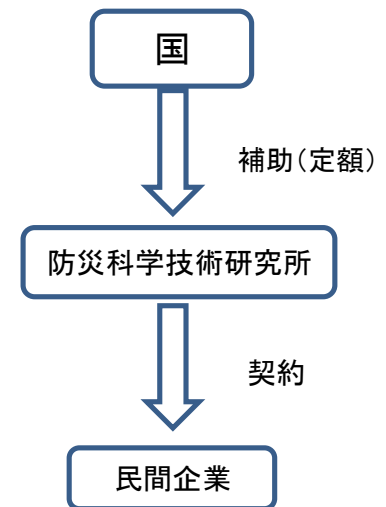 国
補助（定額）
防災科学技術研究所
契約
民間企業